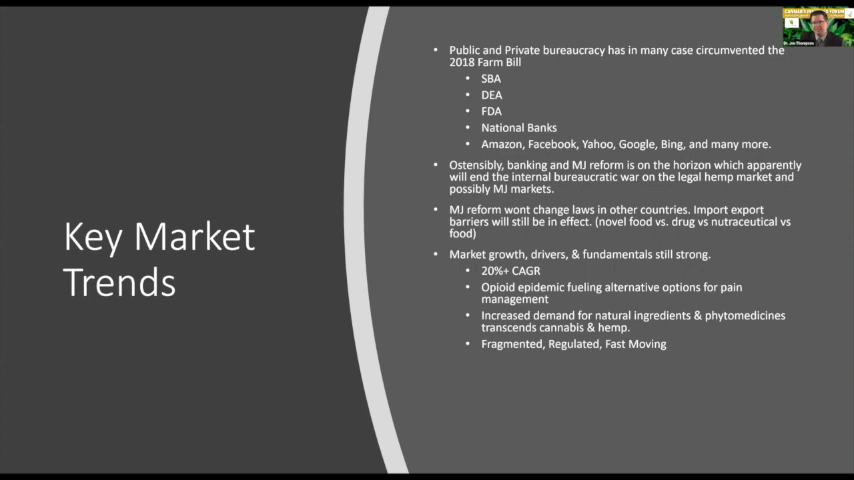 Key Market
Trends
• Public and Private bureaucracy has in many case circumvented the
2018 Farm Bill
• SBA
• DEA
• FDA
• National Banks
• Amazon, Facebook, Yahoo, Google, Bing, and many more.
• Ostensibly, banking and MJ reform is on the horizon which apparently
will end the internal bureaucratic war on the legal hemp market and
possibly MJ markets.
• MJ reform wont change laws in other countries. Import export
barriers will still be in effect. (novel food vs. drug vs nutraceutical vs
food)
• Market growth, drivers, & fundamentals still strong.
• 20%+ CAGR
• Opioid epidemic fueling alternative options for pain
management
• Increased demand for natural ingredients & phytomedicines
transcends cannabis & hemp.
• Fragmented, Regulated, Fast Moving